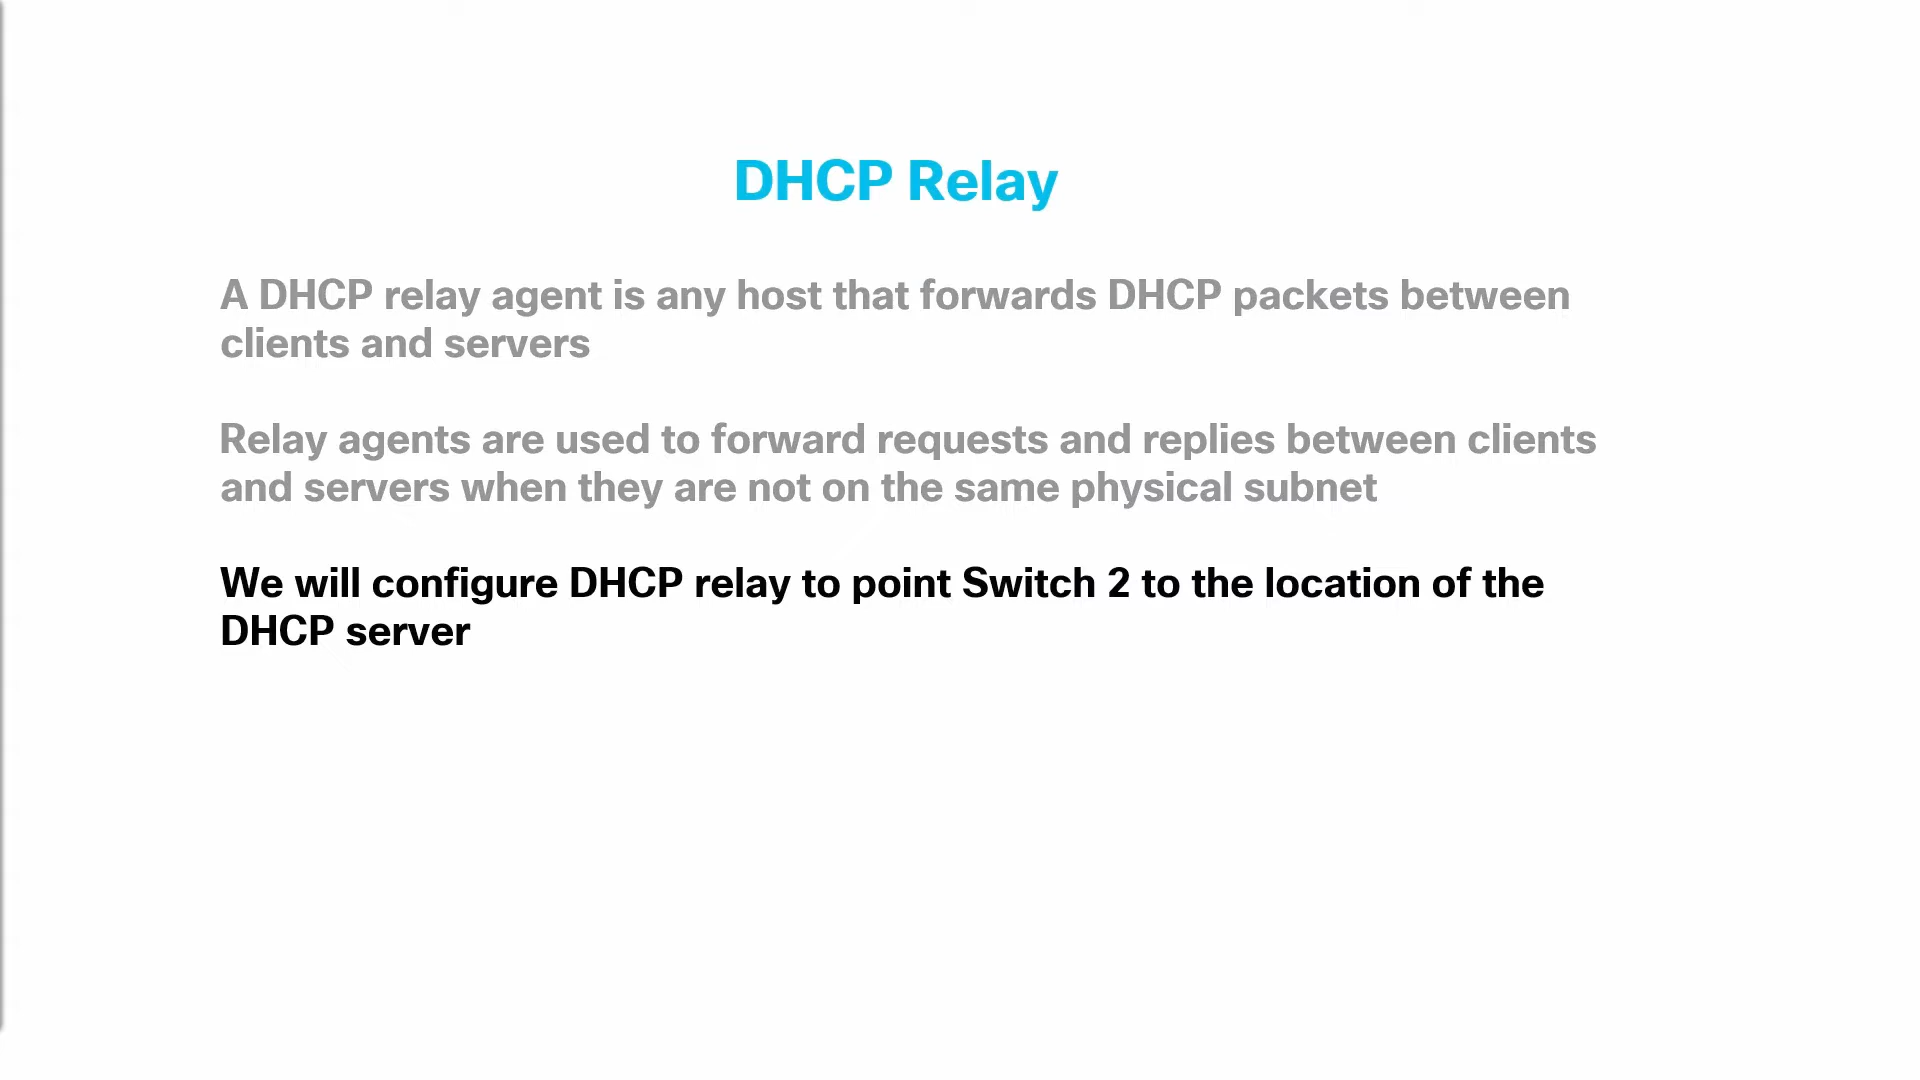 DHCP Relay
A DHCP relay agent is any host that forwards DHCP packets between
clients and servers
Relay agents are used to forward requests and replies between clients
and servers when they are not on the same physical subnet
We will configure DHCP relay to point Switch 2 to the location of the
DHCP server